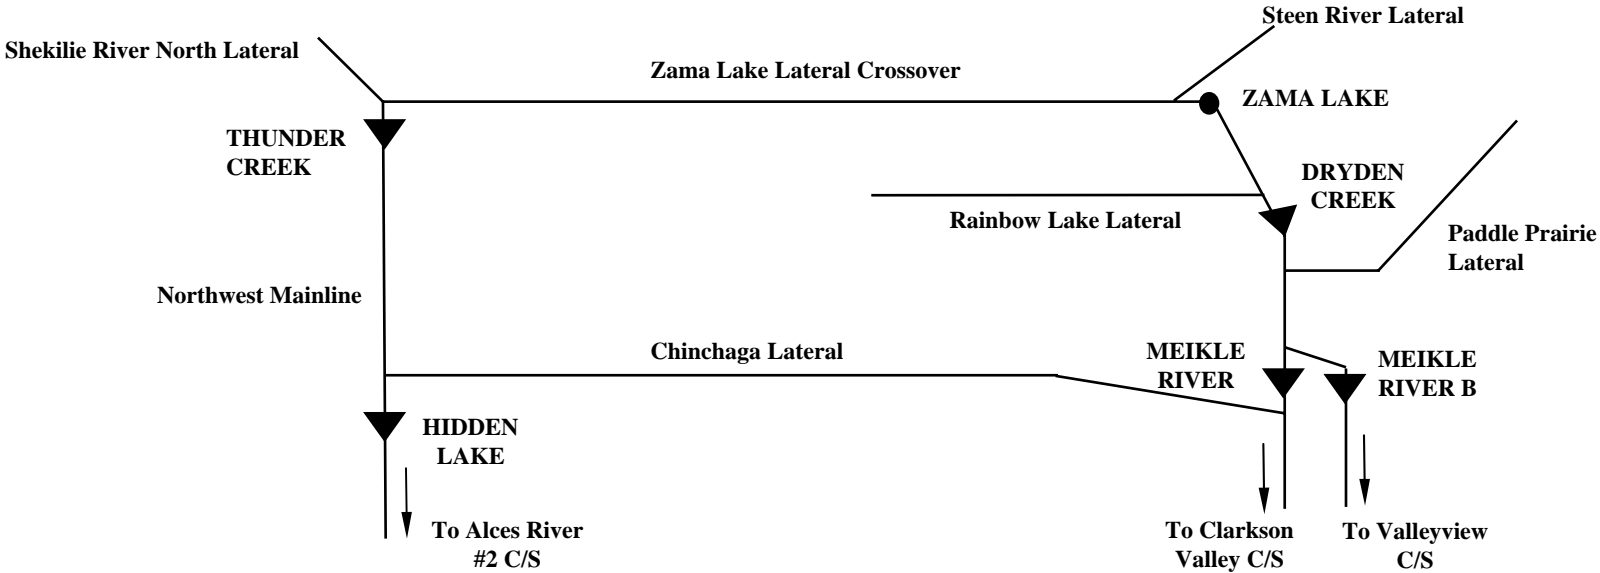 Steen River Lateral
Shekilie River North Lateral
Zama Lake Lateral Crossover
ZAMA LAKE
THUNDER
CREEK
DRYDEN
CREEK
Rainbow Lake Lateral
Paddle Prairie
Lateral
Northwest Mainline
Chinchaga Lateral
MEIKLE
RIVER
MEIKLE
RIVER B
HIDDEN
LAKE
To Alces River
#2 C/S
To Clarkson
Valley C/S
To Valleyview
C/S